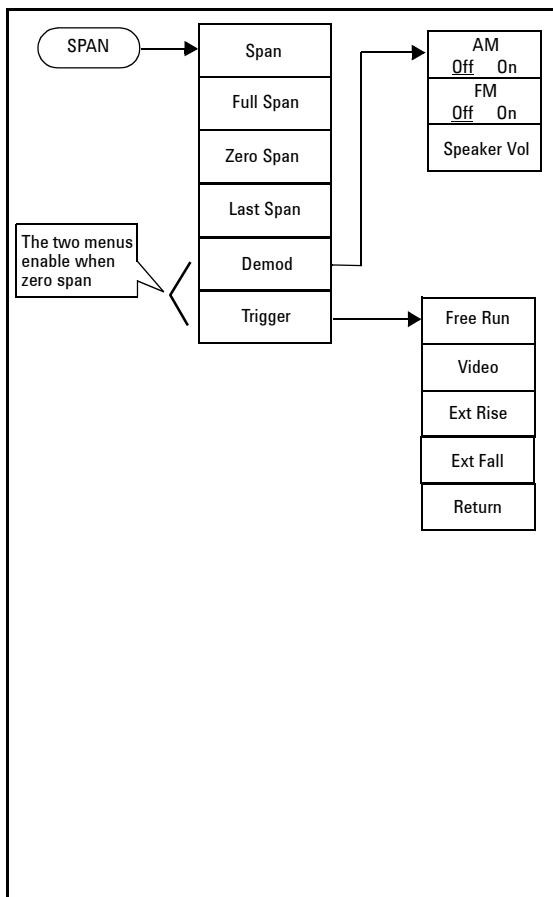 SPAN
Span
Full Span
Zero Span
Last Span
Demod
Trigger
The two menus
enable when
zero span
AM
Off On
FM
Off On
Speaker Vol
Free Run
Video
Ext Rise
Ext Fall
Return